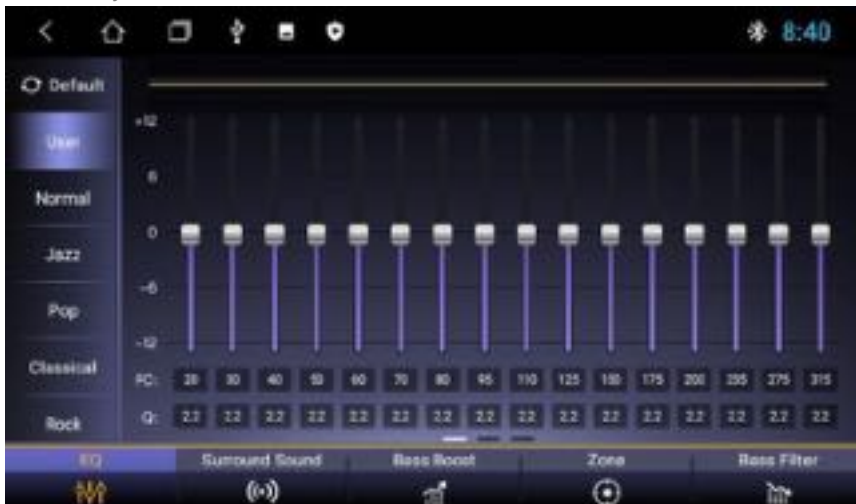 8:40
Default
User
Normal
Jazz
Pop
Classical
Rock
+12
6
0
-6
-12
FC: 20 30 40 50 60 70 80 95 110 125 150 175 200 235 275 315
Q: 2.2 2.2 2.2 2.2 2.2 2.2 2.2 2.2 2.2 2.2 2.2 2.2 2.2 2.2 2.2 2.2
EQ Surround Sound Bass Boost Zone Bass Filter